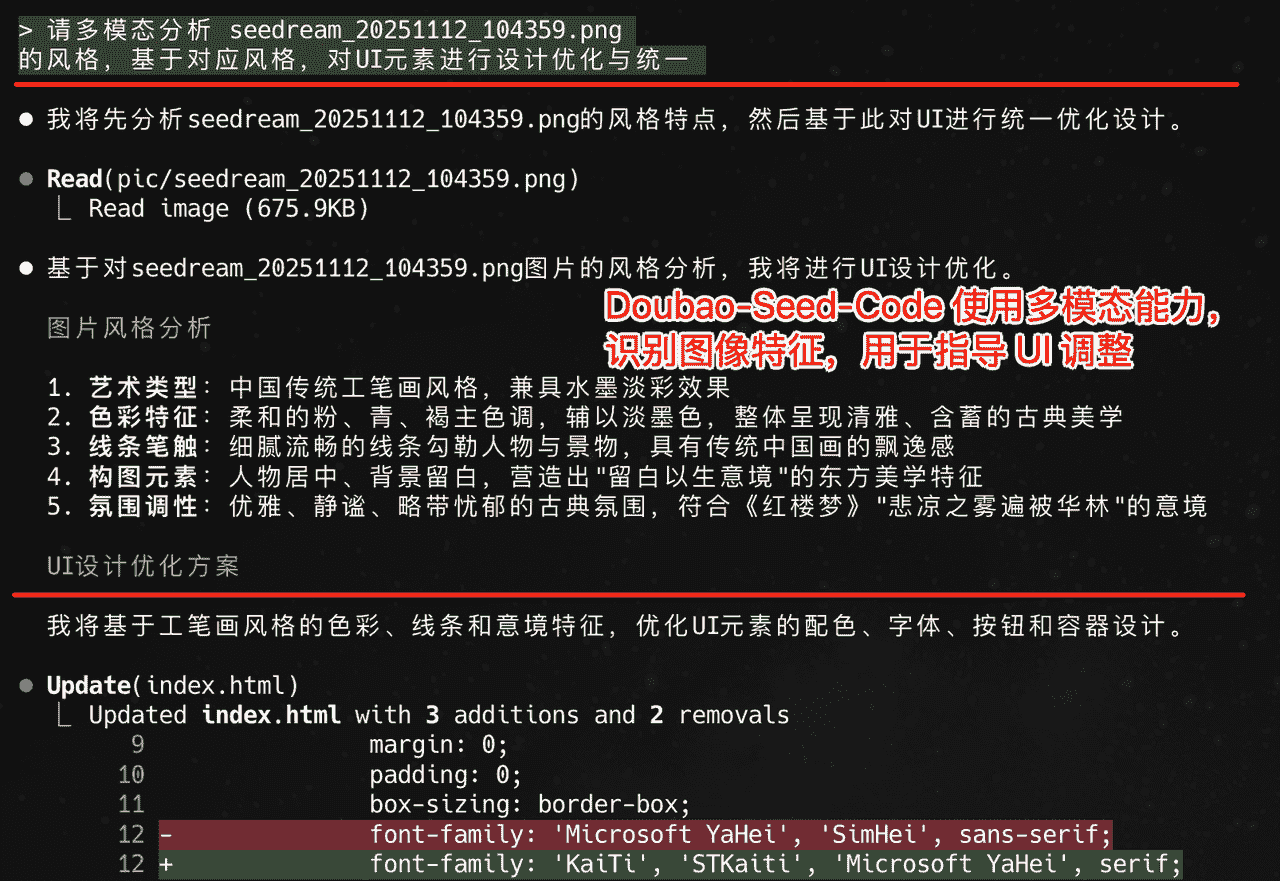 > 请多模态分析 seedream_20251112_104359.png
的风格，基于对应风格，对UI元素进行设计优化与统一
● 我将先分析seedream_20251112_104359.png的风格特点，然后基于此对UI进行统一优化设计。
● Read(pic/seedream_20251112_104359.png)
⎿ Read image (675.9KB)
● 基于对seedream_20251112_104359.png图片的风格分析，我将进行UI设计优化。
Doubao-Seed-Code 使用多模态能力，
识别图像特征，用于指导 UI 调整
图片风格分析
1. 艺术类型：中国传统工笔画风格，兼具水墨淡彩效果
2. 色彩特征：柔和的粉、青、褐主色调，辅以淡墨色，整体呈现清雅、含蓄的古典美学
3. 线条笔触：细腻流畅的线条勾勒人物与景物，具有传统中国画的飘逸感
4. 构图元素：人物居中、背景留白，营造出"留白以生意境"的东方美学特征
5. 氛围调性：优雅、静谧、略带忧郁的古典氛围，符合《红楼梦》"悲凉之雾遍被华林"的意境
UI设计优化方案
我将基于工笔画风格的色彩、线条和意境特征，优化UI元素的配色、字体、按钮和容器设计。
● Update(index.html)
⎿ Updated index.html with 3 additions and 2 removals
9 margin: 0;
10 padding: 0;
11 box-sizing: border-box;
12 - font-family: 'Microsoft YaHei', 'SimHei', sans-serif;
12 + font-family: 'KaiTi', 'STKaiti', 'Microsoft YaHei', serif;